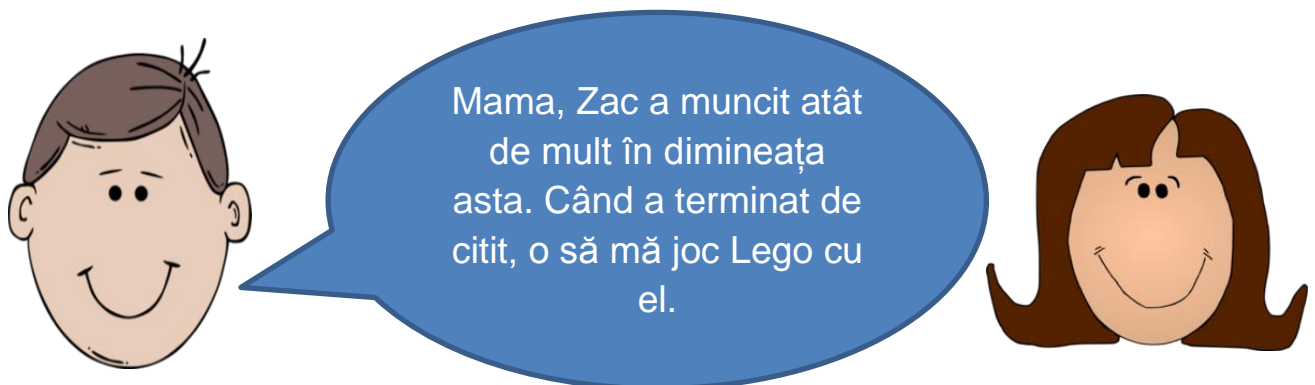 Mama, Zac a muncit atât
de mult în dimineața
asta. Când a terminat de
citit, o să mă joc Lego cu
el.